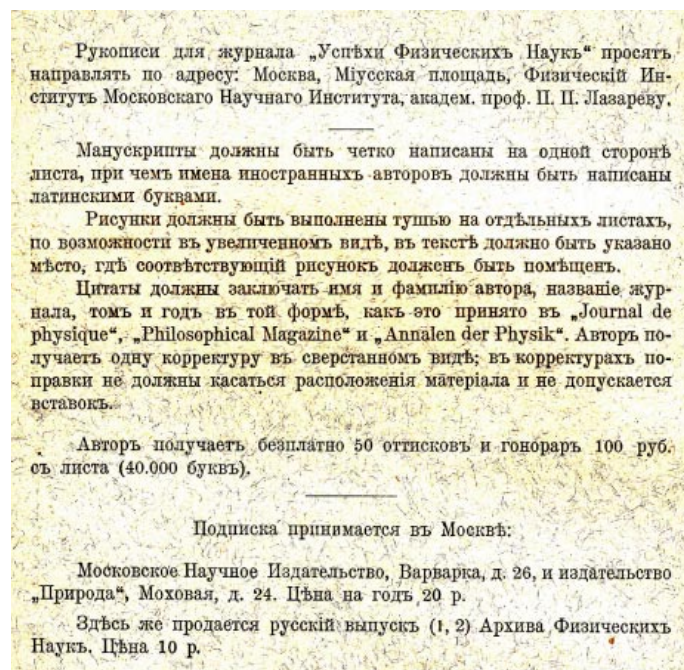 Рукописи для журнала „Успѣхи Физическихъ Наукъ“ просятъ
направлять по адресу: Москва, Міусская площадь, Физическій Ин-
ститутъ Московскаго Научнаго Института, академ. проф. П. П. Лазареву.
Манускрипты должны быть четко написаны на одной сторонѣ
листа, при чемъ имена иностранныхъ авторовъ должны быть написаны
латинскими буквами.
Рисунки должны быть выполнены тушью на отдѣльныхъ листахъ,
по возможности въ увеличенномъ видѣ, въ текстѣ должно быть указано
мѣсто, гдѣ соотвѣтствующій рисунокъ долженъ быть помѣщенъ.
Цитаты должны заключать имя и фамилію автора, названіе жур-
нала, томъ и годъ въ той формѣ, какъ это принято въ „Journal de
physique“, „Philosophical Magazine“ и „Annalen der Physik“. Авторъ по-
лучаетъ одну корректуру въ сверстанномъ видѣ; въ корректурахъ по-
правки не должны касаться расположенія матеріала и не допускается
вставокъ.
Авторъ получаетъ безплатно 50 оттисковъ и гонораръ 100 руб.
съ листа (40.000 буквъ).
Подписка принимается въ Москвѣ:
Московское Научное Издательство, Варварка, д. 26, и издательство
„Природа“, Моховая, д. 24. Цѣна на годъ 20 р.
Здѣсь же продается русскій выпускъ (1, 2) Архива Физическихъ
Наукъ. Цѣна 10 р.